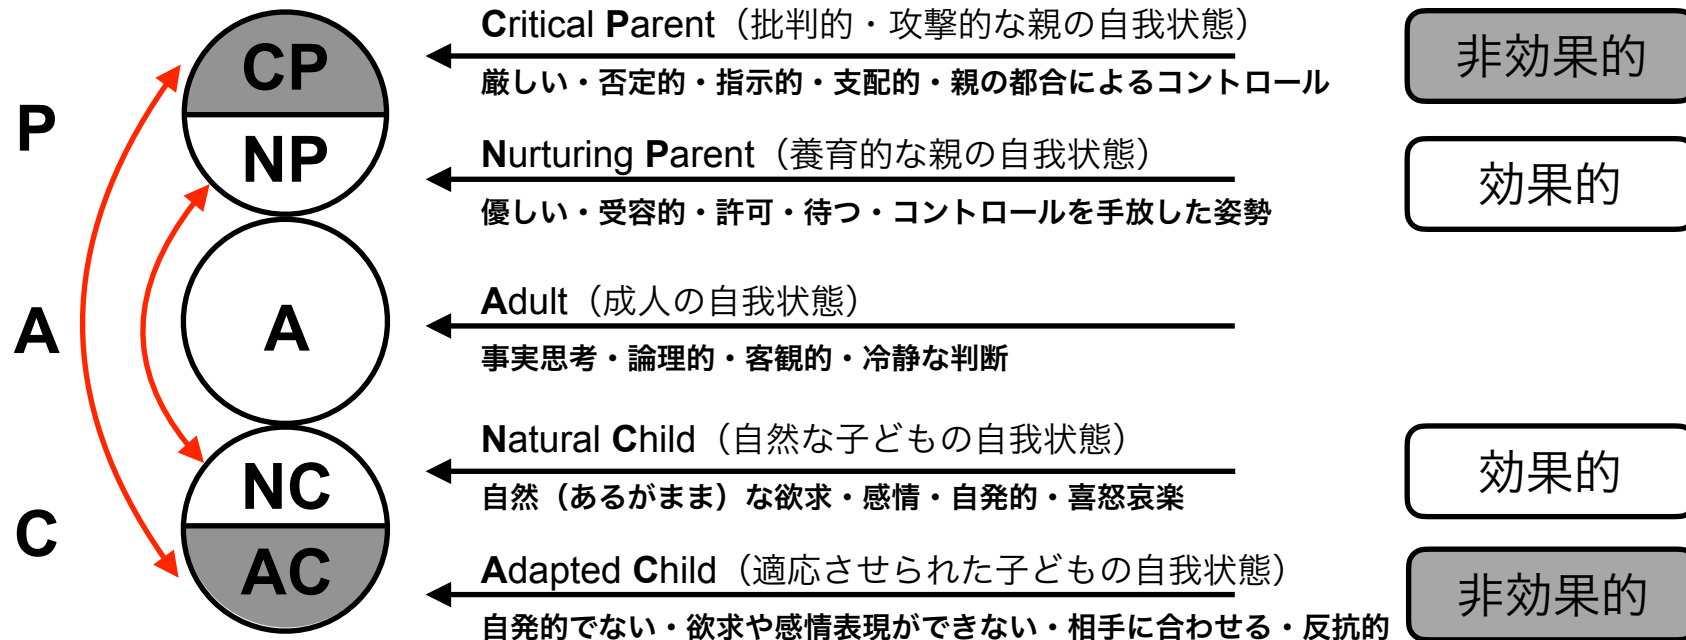 P
A
C
CP
NP
A
NC
AC
Critical Parent（批判的・攻撃的な親の自我状態）
厳しい・否定的・指示的・支配的・親の都合によるコントロール
非効果的
Nurturing Parent（養育的な親の自我状態）
優しい・受容的・許可・待つ・コントロールを手放した姿勢
効果的
Adult（成人の自我状態）
事実思考・論理的・客観的・冷静な判断
Natural Child（自然な子どもの自我状態）
自然（あるがまま）な欲求・感情・自発的・喜怒哀楽
効果的
Adapted Child（適応させられた子どもの自我状態）
自発的でない・欲求や感情表現ができない・相手に合わせる・反抗的
非効果的